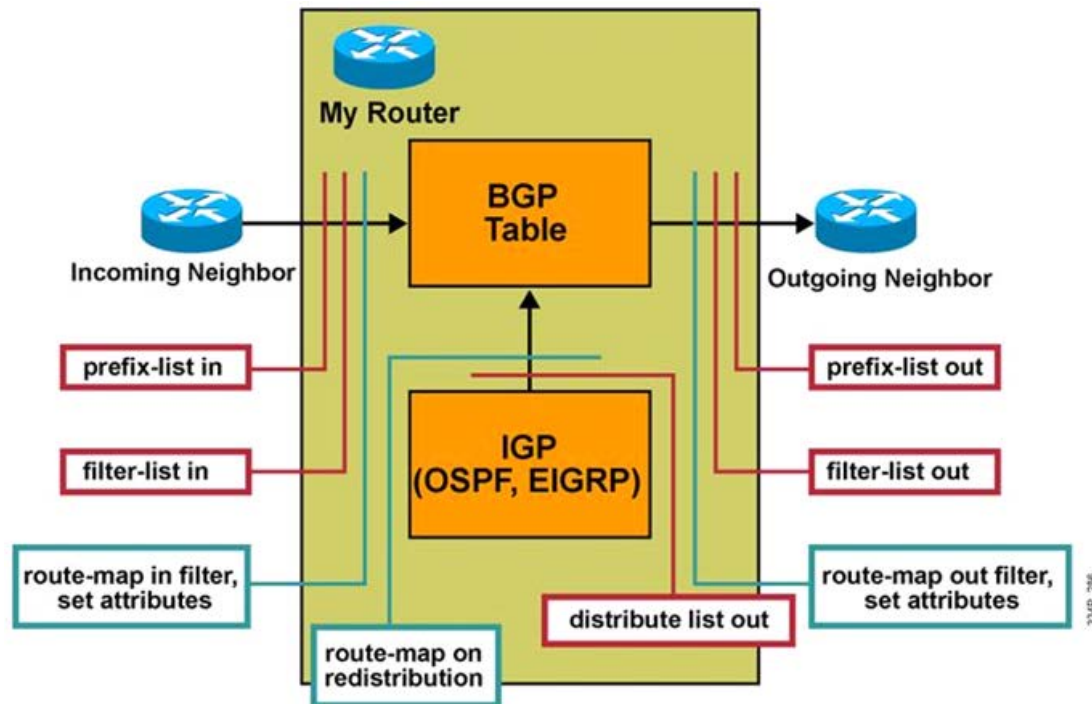 My Router
BGP
Table
Incoming Neighbor
Outgoing Neighbor
prefix-list in
prefix-list out
IGP
(OSPF, EIGRP)
filter-list in
filter-list out
route-map in filter,
set attributes
route-map out filter,
set attributes
distribute list out
route-map on
redistribution